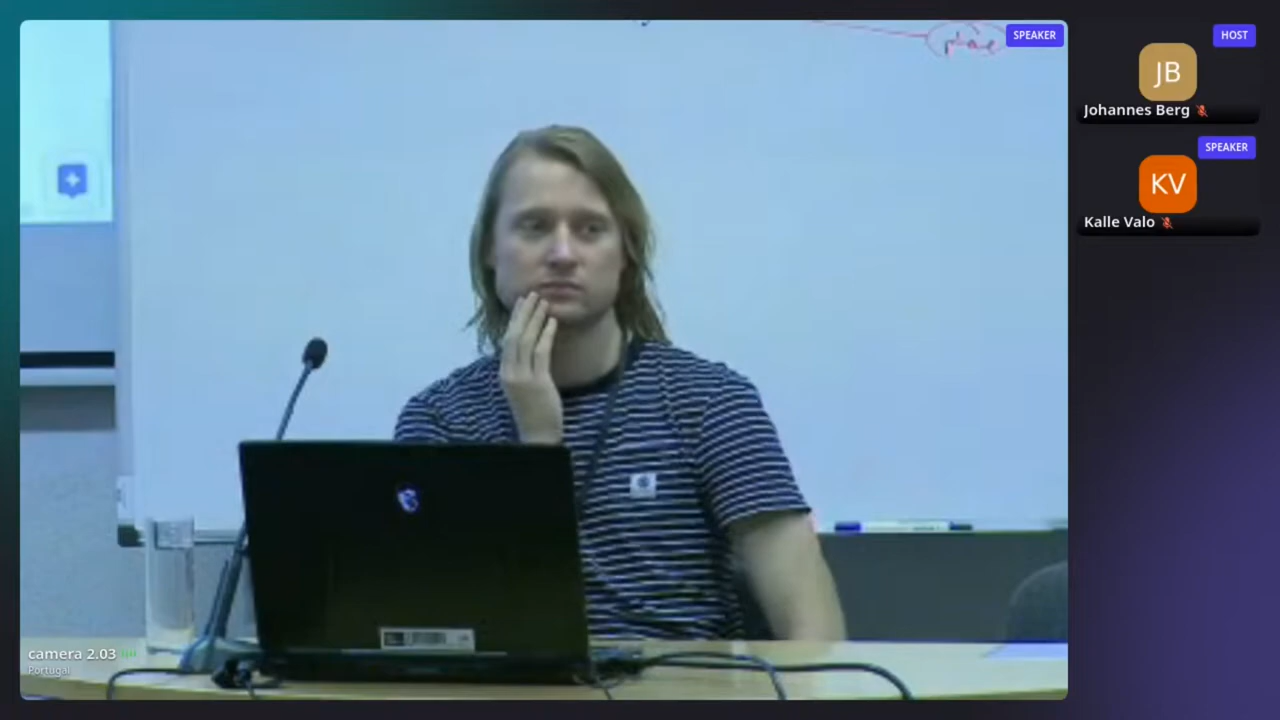 SPEAKER
HOST
JB
Johannes Berg
SPEAKER
KV
Kalle Valo
camera 2.03
Portugal